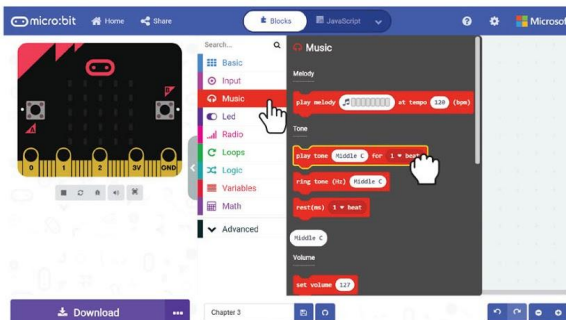 micro:bit Home Share Blocks JavaScript Microsoft
Search...
Basic
Input
Music
Led
Radio
Loops
Logic
Variables
Math
Advanced
Music
Melody
play melody at tempo 120 (bpm)
Tone
play tone Middle C for 1 beat
ring tone (Hz) Middle C
rest(ms) 1 beat
Middle C
Volume
set volume 127
A
B
0 1 2 3V GND
Download
Chapter 3